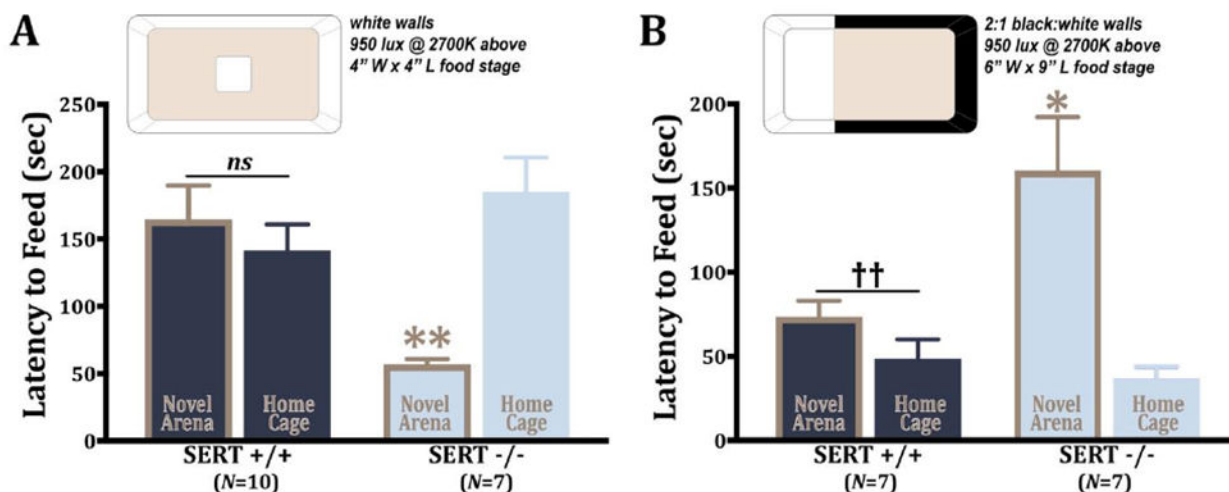 A
white walls
950 lux @ 2700K above
4” W x 4” L food stage
Latency to Feed (sec)
250
200
150
100
50
0
ns
**
Novel
Arena
Home
Cage
Novel
Arena
Home
Cage
SERT +/+
(N=10)
SERT -/-
(N=7)
B
2:1 black:white walls
950 lux @ 2700K above
6” W x 9” L food stage
Latency to Feed (sec)
200
150
100
50
0
††
*
Novel
Arena
Home
Cage
Novel
Arena
Home
Cage
SERT +/+
(N=7)
SERT -/-
(N=7)